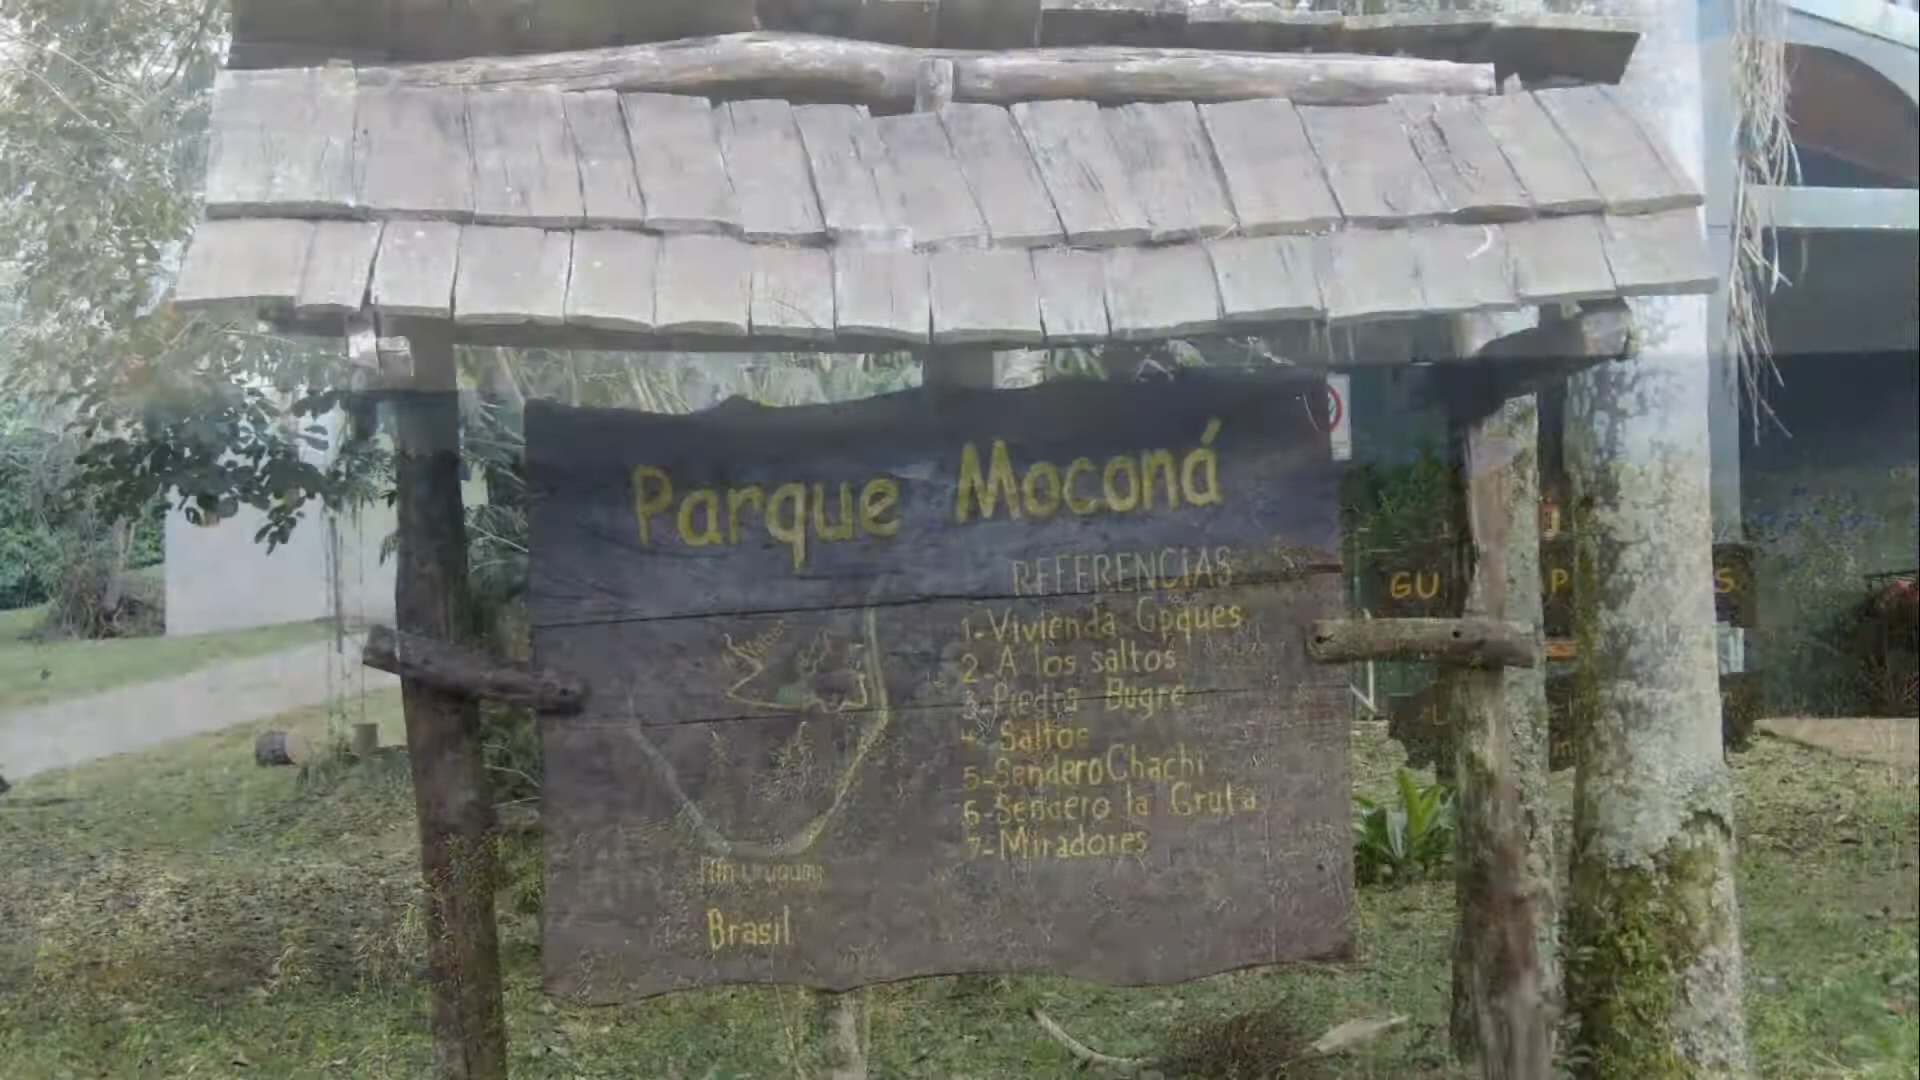 Parque Moconá
REFERENCIAS
1-Vivienda Gpques
2-A los saltos
3-Piedra Bugre
4- Saltos
5-Sendero Chachi
6-Sendero la Gruta
7-Miradores
Brasil
GU